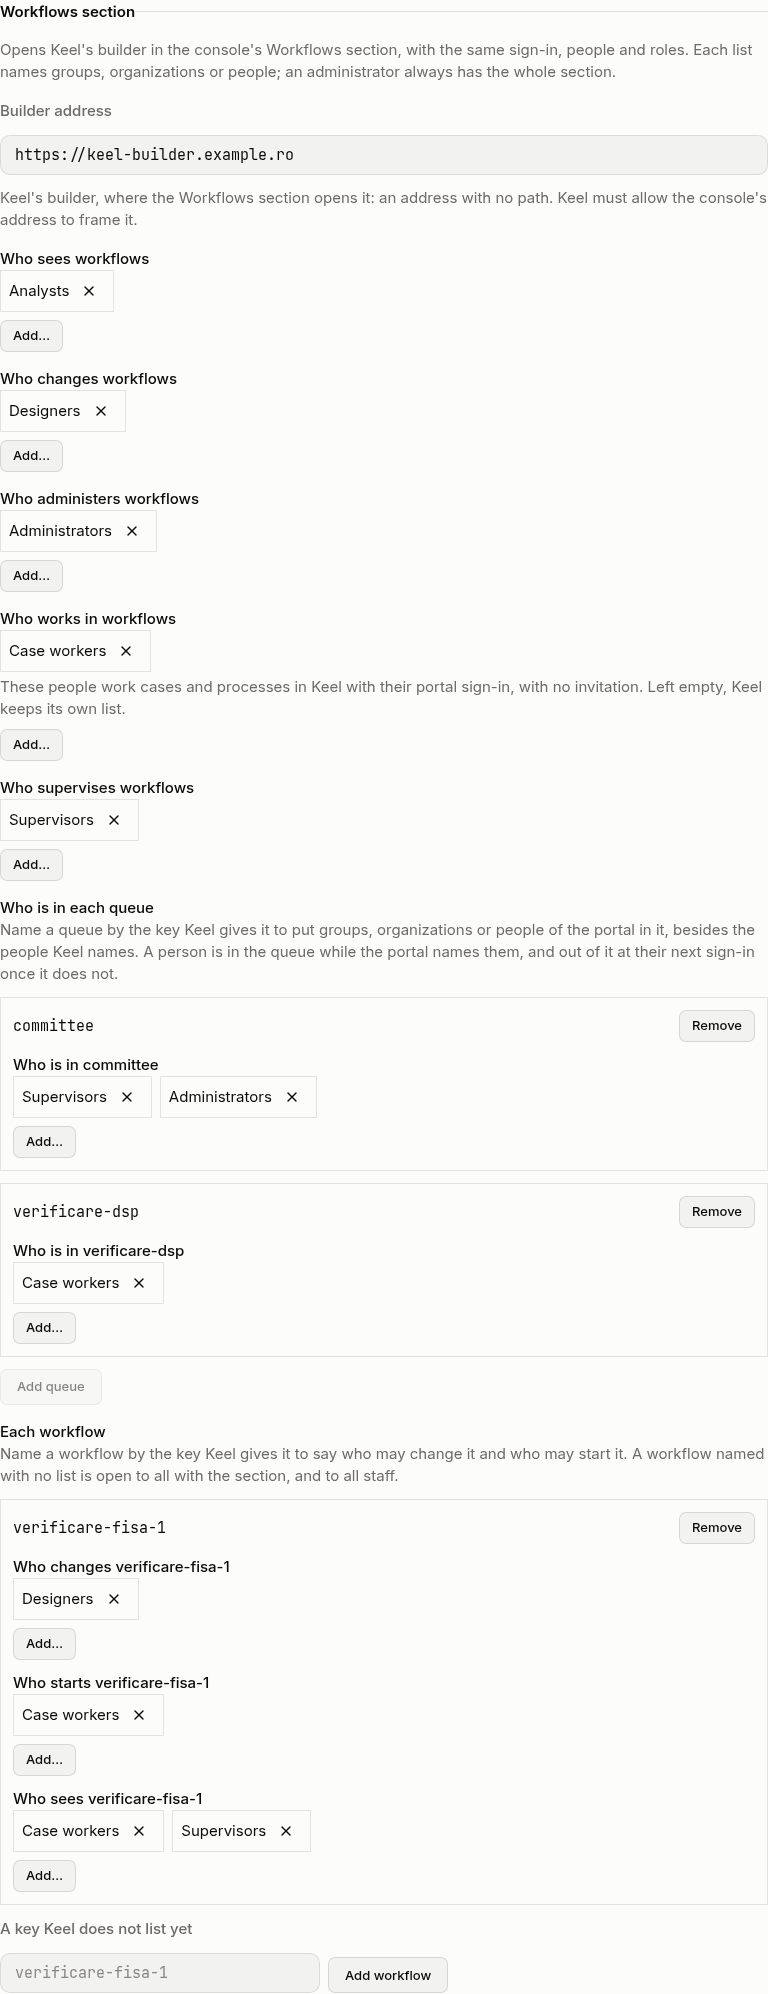 Workflows section
Opens Keel's builder in the console's Workflows section, with the same sign-in, people and roles. Each list
names groups, organizations or people; an administrator always has the whole section.
Builder address
https://keel-builder.example.ro
Keel's builder, where the Workflows section opens it: an address with no path. Keel must allow the console's
address to frame it.
Who sees workflows
Analysts ×
Add...
Who changes workflows
Designers ×
Add...
Who administers workflows
Administrators ×
Add...
Who works in workflows
Case workers ×
These people work cases and processes in Keel with their portal sign-in, with no invitation. Left empty, Keel
keeps its own list.
Add...
Who supervises workflows
Supervisors ×
Add...
Who is in each queue
Name a queue by the key Keel gives it to put groups, organizations or people of the portal in it, besides the
people Keel names. A person is in the queue while the portal names them, and out of it at their next sign-in
once it does not.
committee Remove
Who is in committee
Supervisors × Administrators ×
Add...
verificare-dsp Remove
Who is in verificare-dsp
Case workers ×
Add...
Add queue
Each workflow
Name a workflow by the key Keel gives it to say who may change it and who may start it. A workflow named
with no list is open to all with the section, and to all staff.
verificare-fisa-1 Remove
Who changes verificare-fisa-1
Designers ×
Add...
Who starts verificare-fisa-1
Case workers ×
Add...
Who sees verificare-fisa-1
Case workers × Supervisors ×
Add...
A key Keel does not list yet
verificare-fisa-1 Add workflow